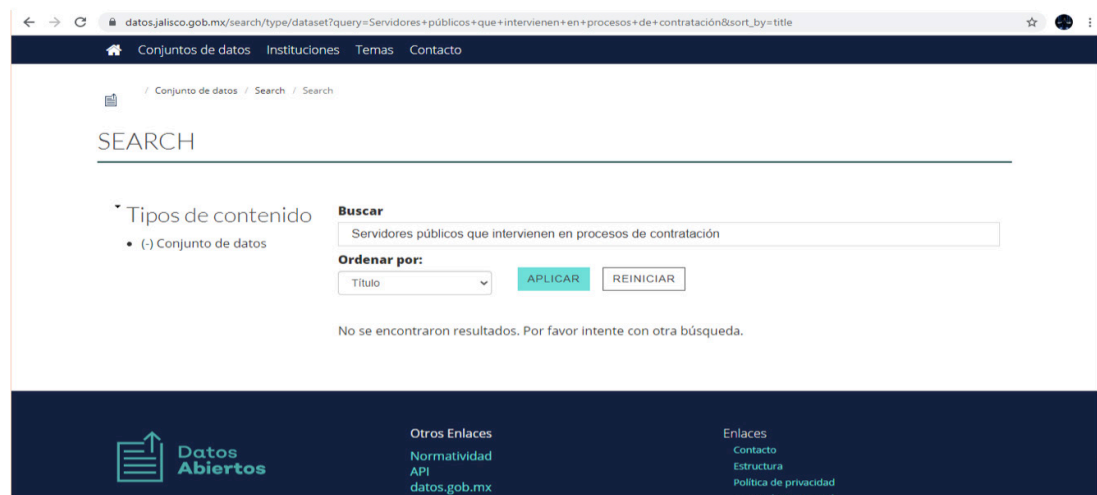 datos.jalisco.gob.mx/search/type/dataset?query=Servidores+públicos+que+intervienen+en+procesos+de+contratación&sort_by=title
Conjuntos de datos Instituciones Temas Contacto
/ Conjunto de datos / Search / Search
SEARCH
Tipos de contenido
(-) Conjunto de datos
Buscar
Servidores públicos que intervienen en procesos de contratación
Ordenar por:
Título APLICAR REINICIAR
No se encontraron resultados. Por favor intente con otra búsqueda.
Datos
Abiertos
Otros Enlaces
Normatividad
API
datos.gob.mx
Enlaces
Contacto
Estructura
Política de privacidad